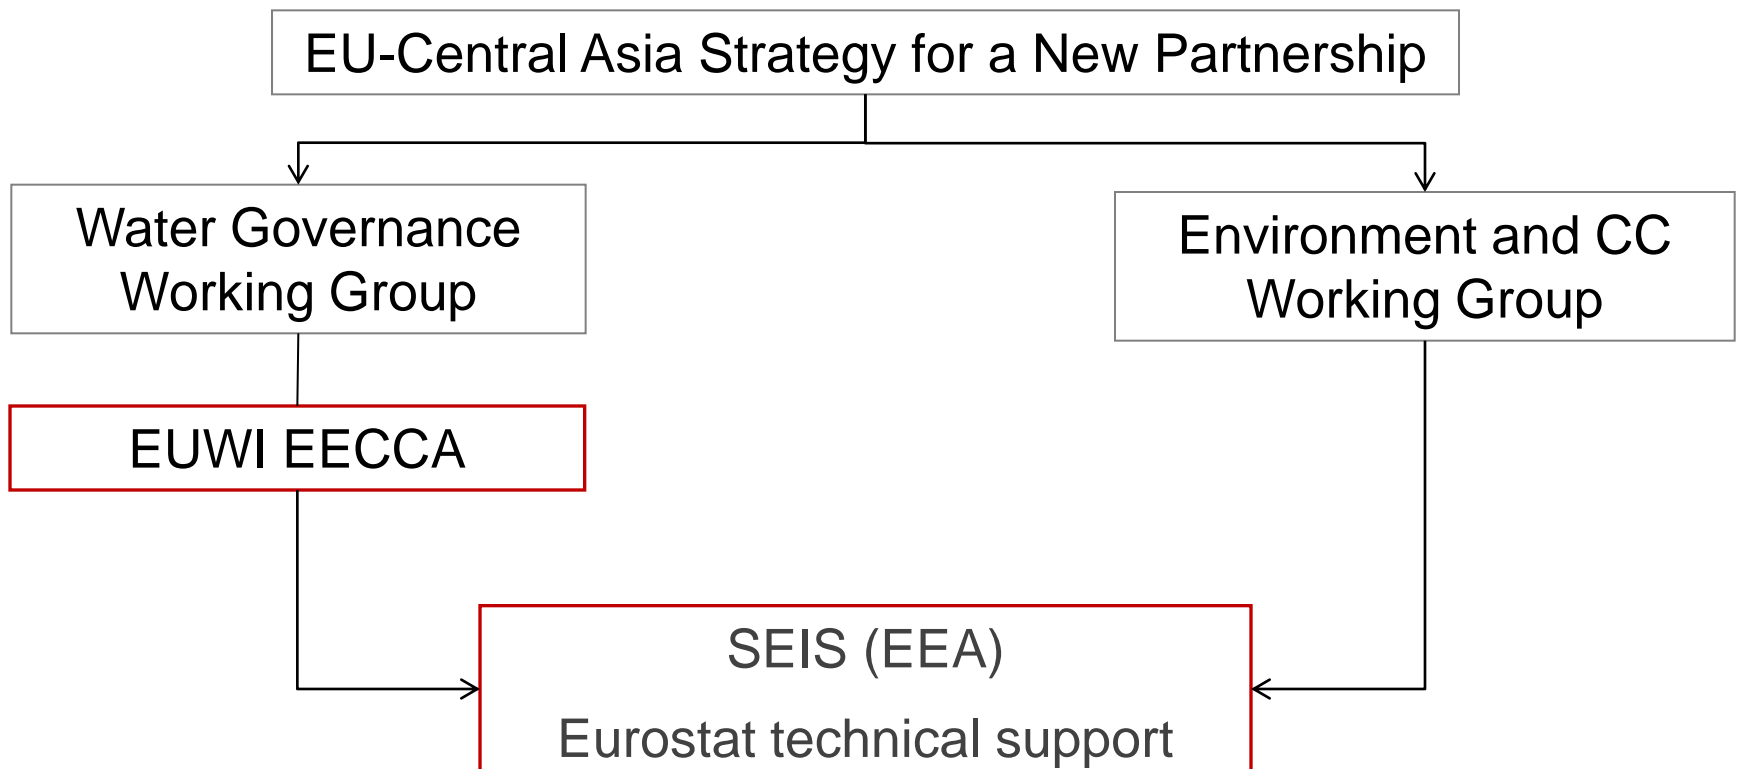 EU-Central Asia Strategy for a New Partnership
Water Governance
Working Group
Environment and CC
Working Group
EUWI EECCA
SEIS (EEA)
Eurostat technical support